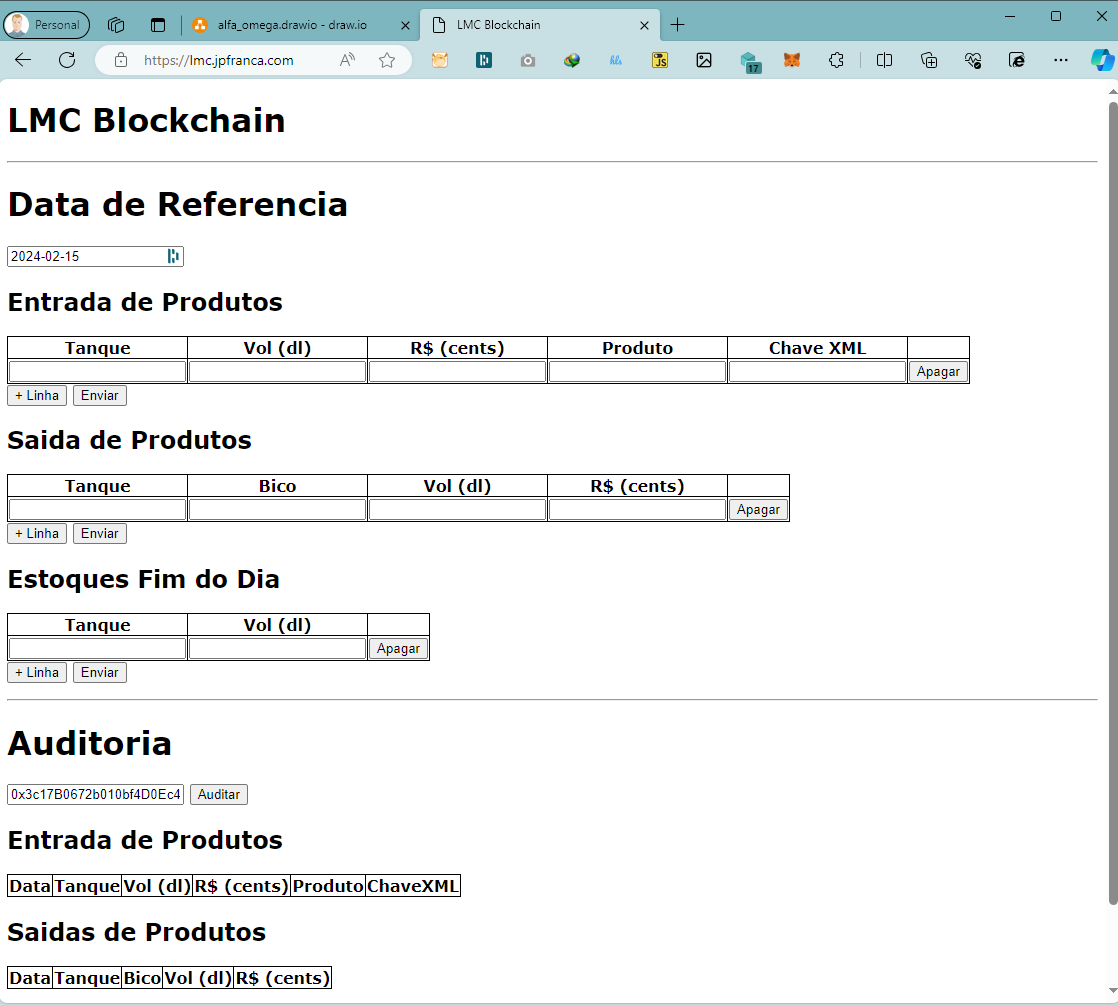 Personal
alfa_omega.drawio - draw.io
LMC Blockchain
https://lmc.jpfranca.com
hls
JS
17
LMC Blockchain
Data de Referencia
2024-02-15
Entrada de Produtos
Tanque Vol (dl) R$ (cents) Produto Chave XML
Apagar
+ Linha Enviar
Saida de Produtos
Tanque Bico Vol (dl) R$ (cents)
Apagar
+ Linha Enviar
Estoques Fim do Dia
Tanque Vol (dl)
Apagar
+ Linha Enviar
Auditoria
0x3c17B0672b010bf4D0Ec4 Auditar
Entrada de Produtos
Data Tanque Vol (dl) R$ (cents) Produto ChaveXML
Saidas de Produtos
Data Tanque Bico Vol (dl) R$ (cents)